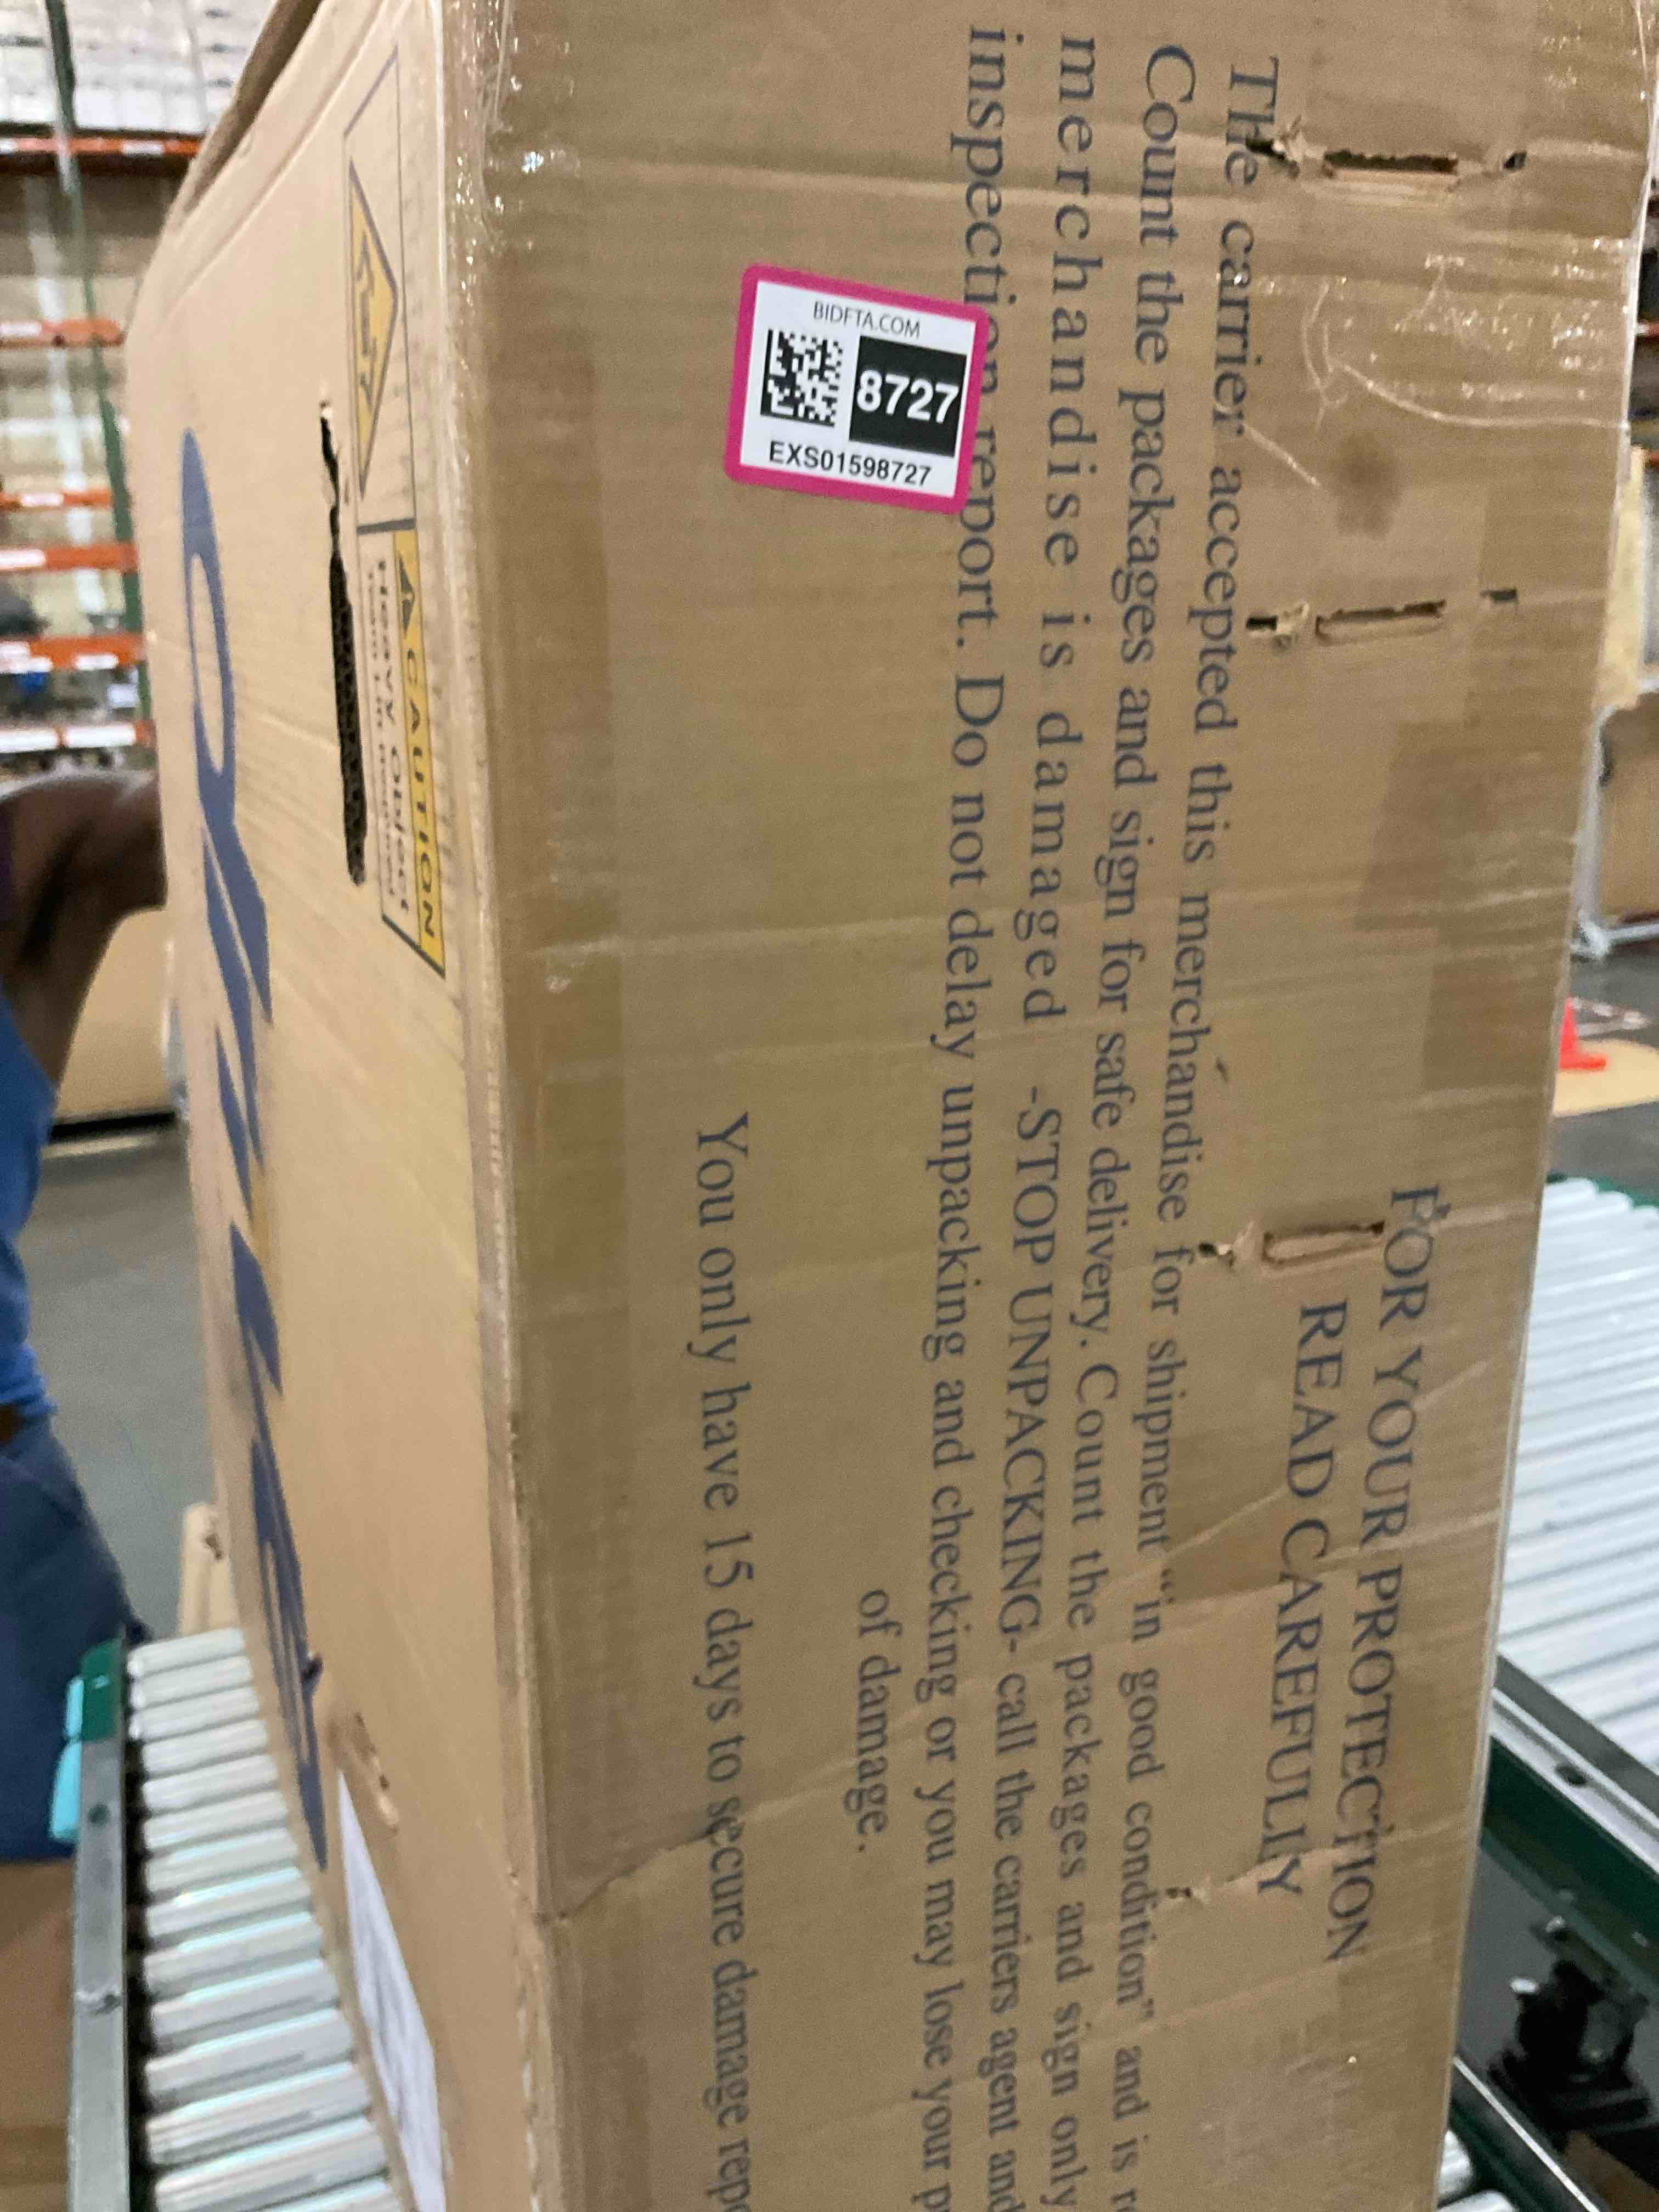 FOR YOUR PROTECTION
READ CAREFULLY
The carrier accepted this merchandise for shipment “in good condition” and is
Count the packages and sign for safe delivery. Count the packages and sign only
merchandise is damaged -STOP UNPACKING- call the carriers agent and
inspection report. Do not delay unpacking and checking or you may lose your
of damage.
You only have 15 days to secure damage
BIDFTA.COM
8727
EXS01598727
CAUTION
Heavy Object